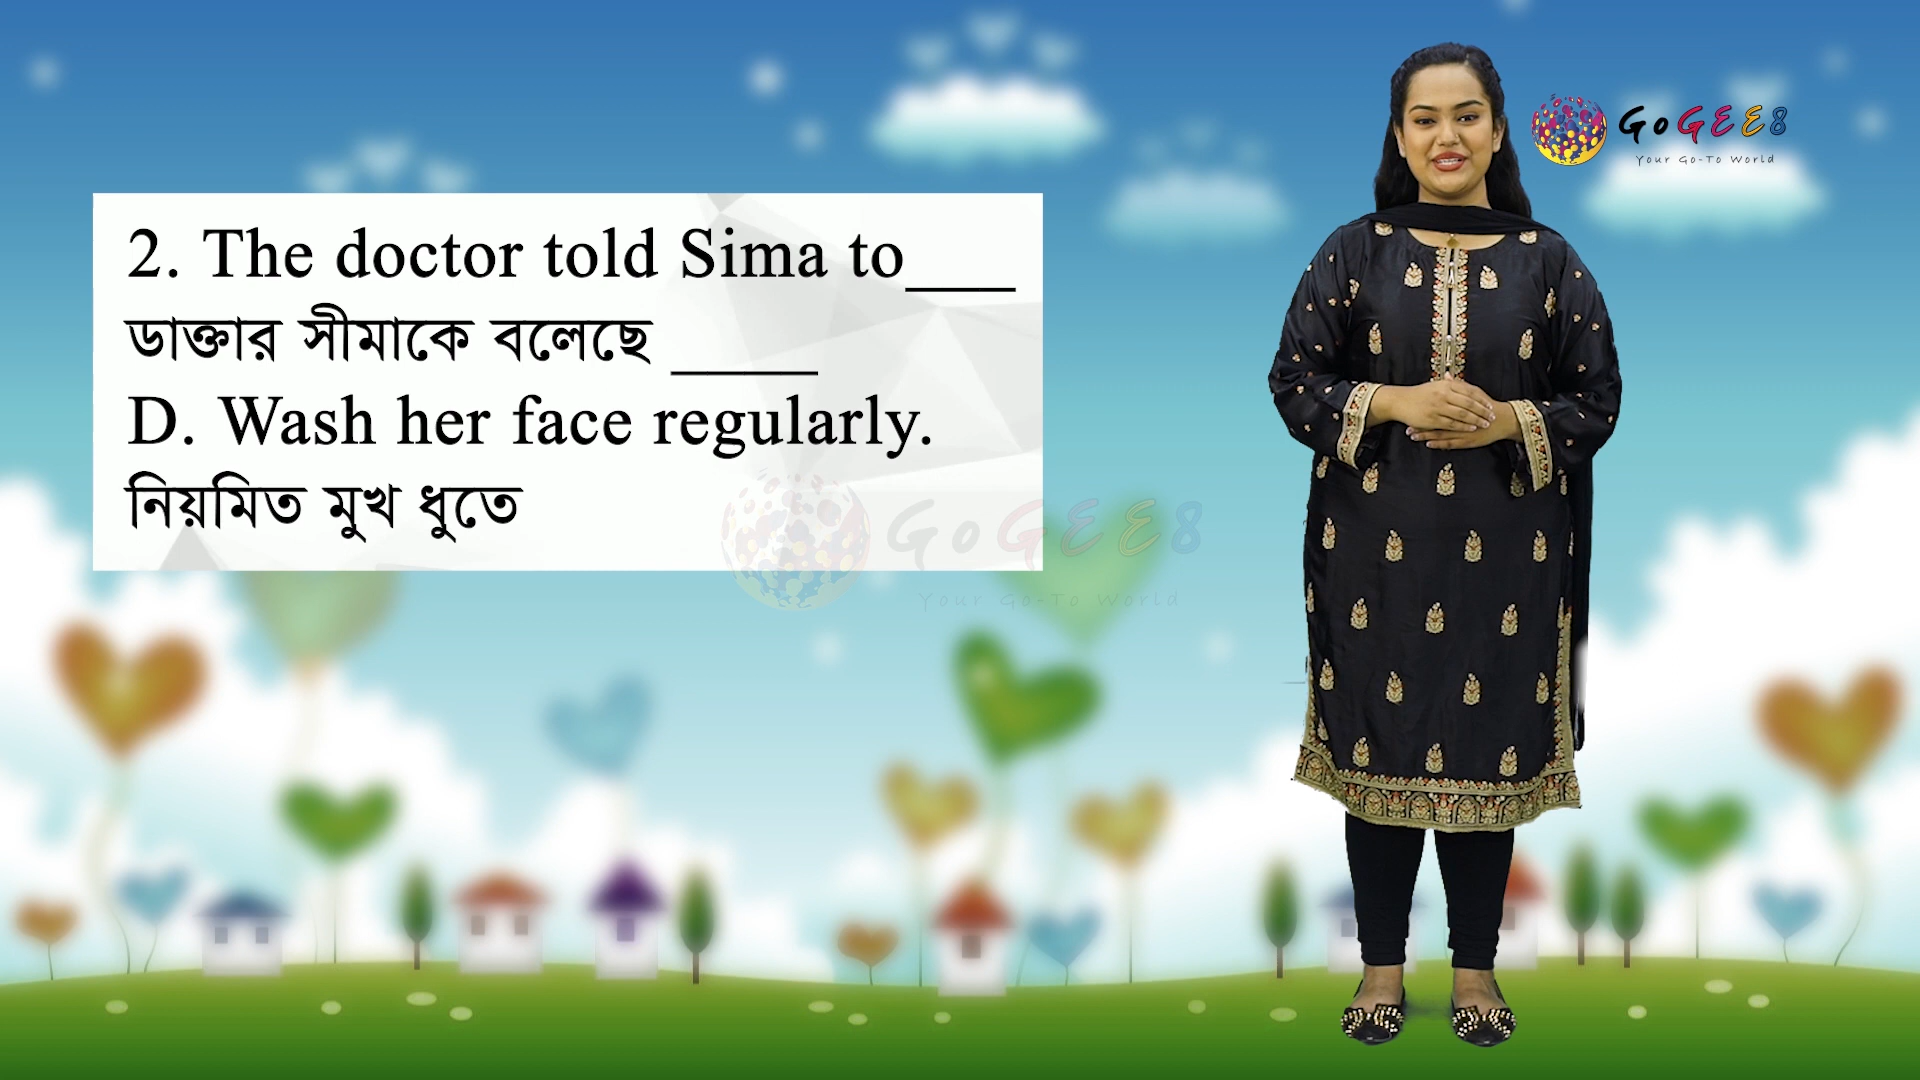 2. The doctor told Sima to___
ডাক্তার সীমাকে বলেছে ____
D. Wash her face regularly.
নিয়মিত মুখ ধুতে
GoGEE8
Your Go-To World
GoGEE8
Your Go-To World